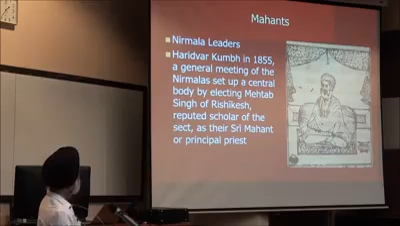 Mahants
Nirmala Leaders
Haridvar Kumbh in 1855,
a general meeting of the
Nirmalas set up a central
body by electing Mehtab
Singh of Rishikesh,
reputed scholar of the
sect, as their Sri Mahant
or principal priest